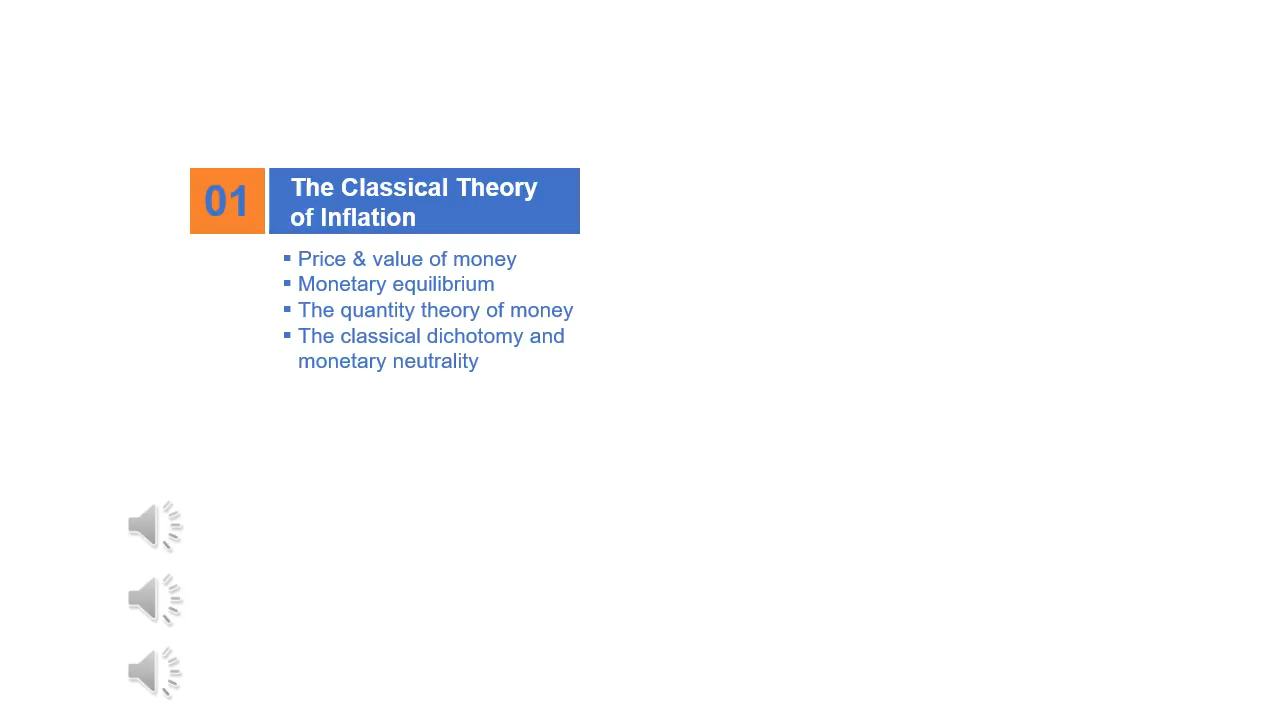 01
The Classical Theory
of Inflation
▪ Price & value of money
▪ Monetary equilibrium
▪ The quantity theory of money
▪ The classical dichotomy and
monetary neutrality